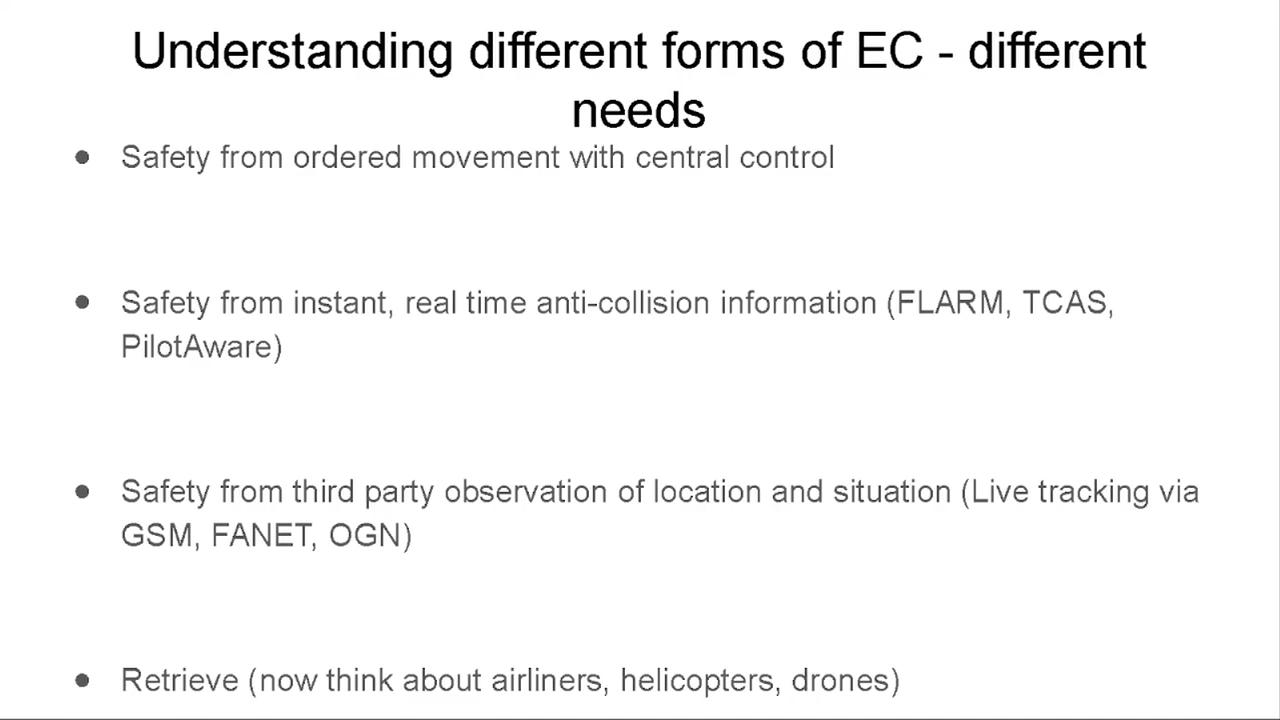 Understanding different forms of EC - different
needs
● Safety from ordered movement with central control
● Safety from instant, real time anti-collision information (FLARM, TCAS,
PilotAware)
● Safety from third party observation of location and situation (Live tracking via
GSM, FANET, OGN)
● Retrieve (now think about airliners, helicopters, drones)